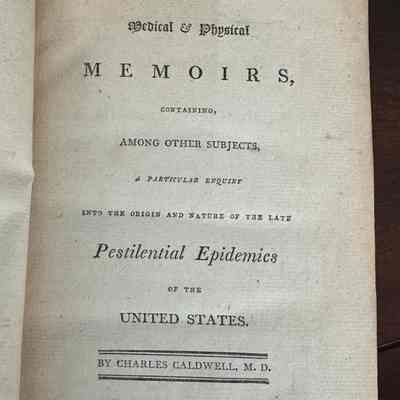 Medical & Physical
MEMOIRS,
CONTAINING,
AMONG OTHER SUBJECTS,
A PARTICULAR ENQUIRY
INTO THE ORIGIN AND NATURE OF THE LATE
Pestilential Epidemics
OF THE
UNITED STATES.
BY CHARLES CALDWELL, M. D.